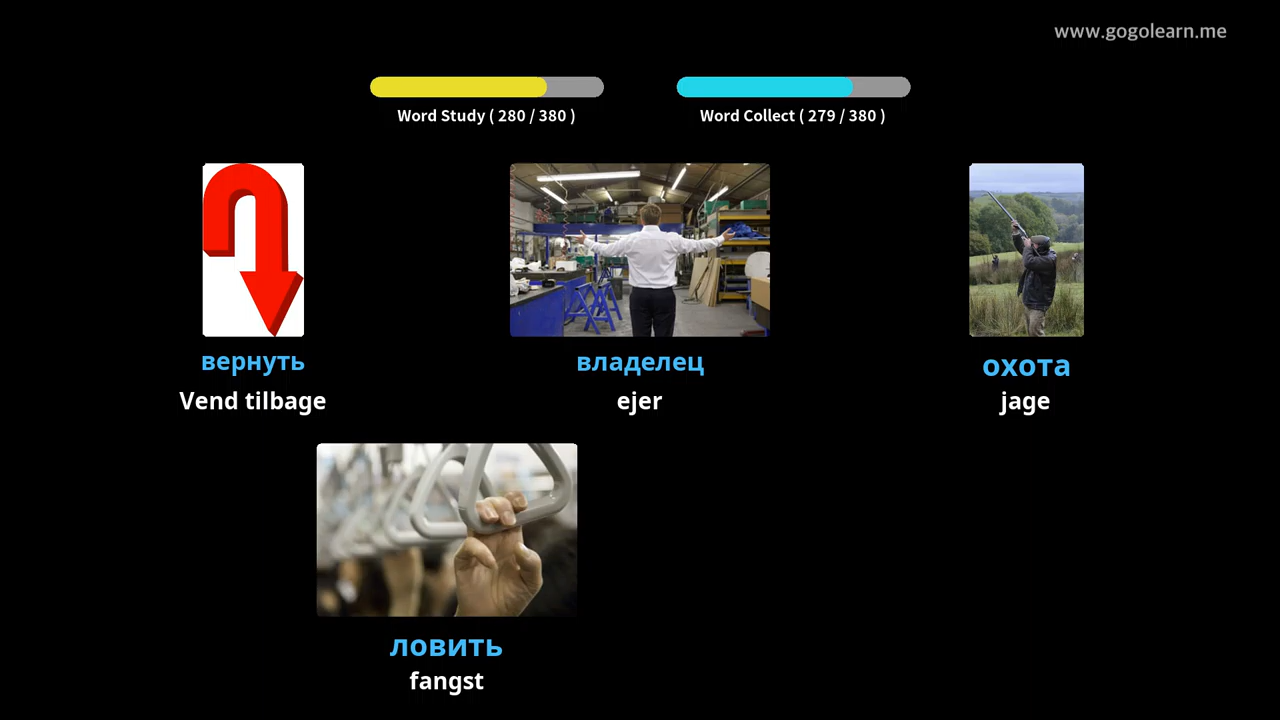 www.gogolearn.me
Word Study ( 280 / 380 )
Word Collect ( 279 / 380 )
вернуть
Vend tilbage
владелец
ejer
охота
jage
ловить
fangst